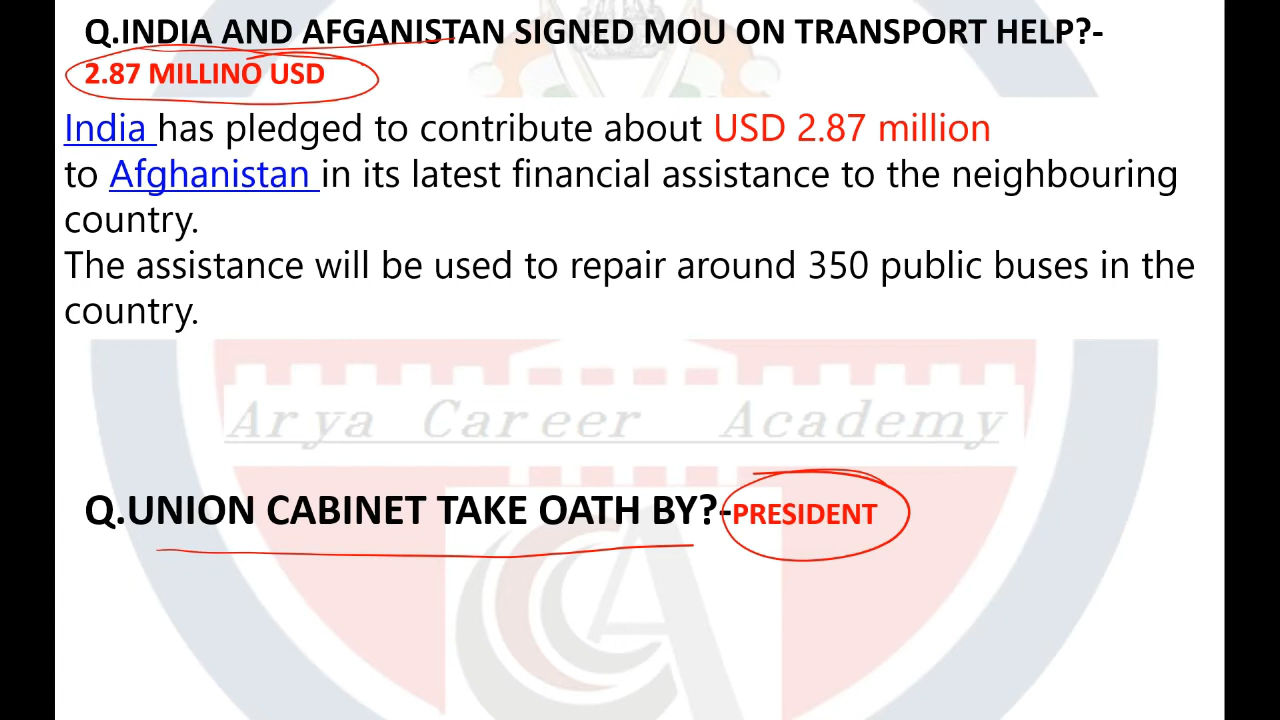 Q.INDIA AND AFGANISTAN SIGNED MOU ON TRANSPORT HELP?-
2.87 MILLINO USD
India has pledged to contribute about USD 2.87 million
to Afghanistan in its latest financial assistance to the neighbouring
country.
The assistance will be used to repair around 350 public buses in the
country.
Arya Career Academy
Q.UNION CABINET TAKE OATH BY?-PRESIDENT